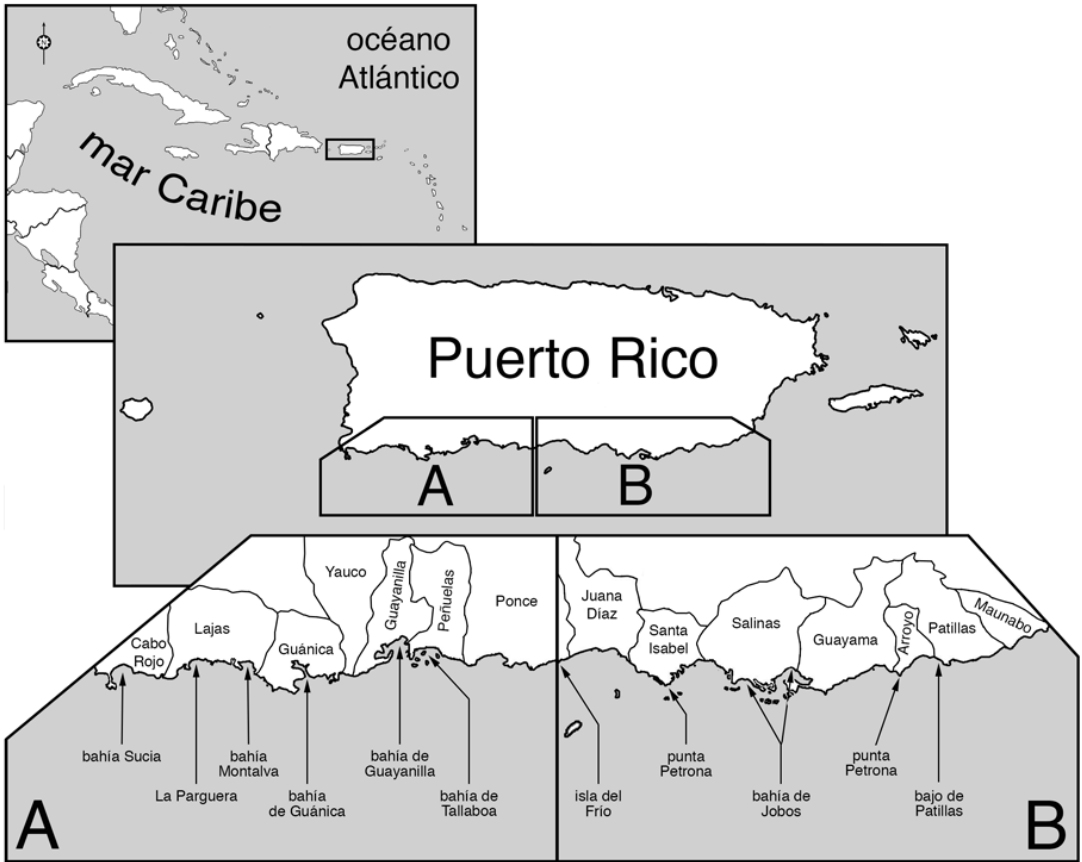 N
océano
Atlántico
mar Caribe
Puerto Rico
A
B
Yauco
Guayanilla
Peñuelas
Ponce
Juana
Díaz
Cabo
Rojo
Lajas
Guánica
Santa
Isabel
Salinas
Guayama
Arroyo
Patillas
Maunabo
bahía Sucia
La Parguera
bahía
Montalva
bahía
de Guánica
bahía de
Guayanilla
bahía de
Tallaboa
isla del
Frío
punta
Petrona
bahía de
Jobos
punta
Petrona
bajo de
Patillas
A
B